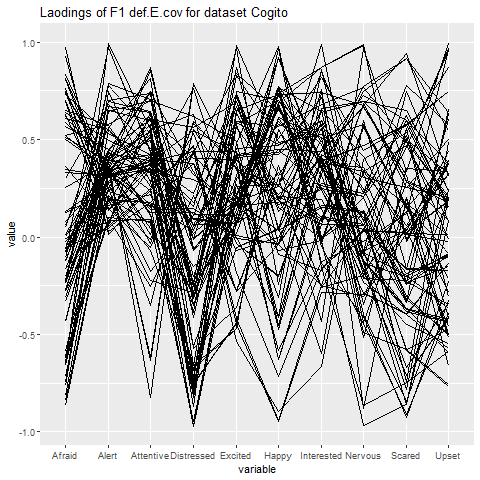 Laodings of F1 def.E.cov for dataset Cogito
1.0
0.5
0.0
-0.5
-1.0
value
Afraid Alert Attentive Distressed Excited Happy Interested Nervous Scared Upset
variable